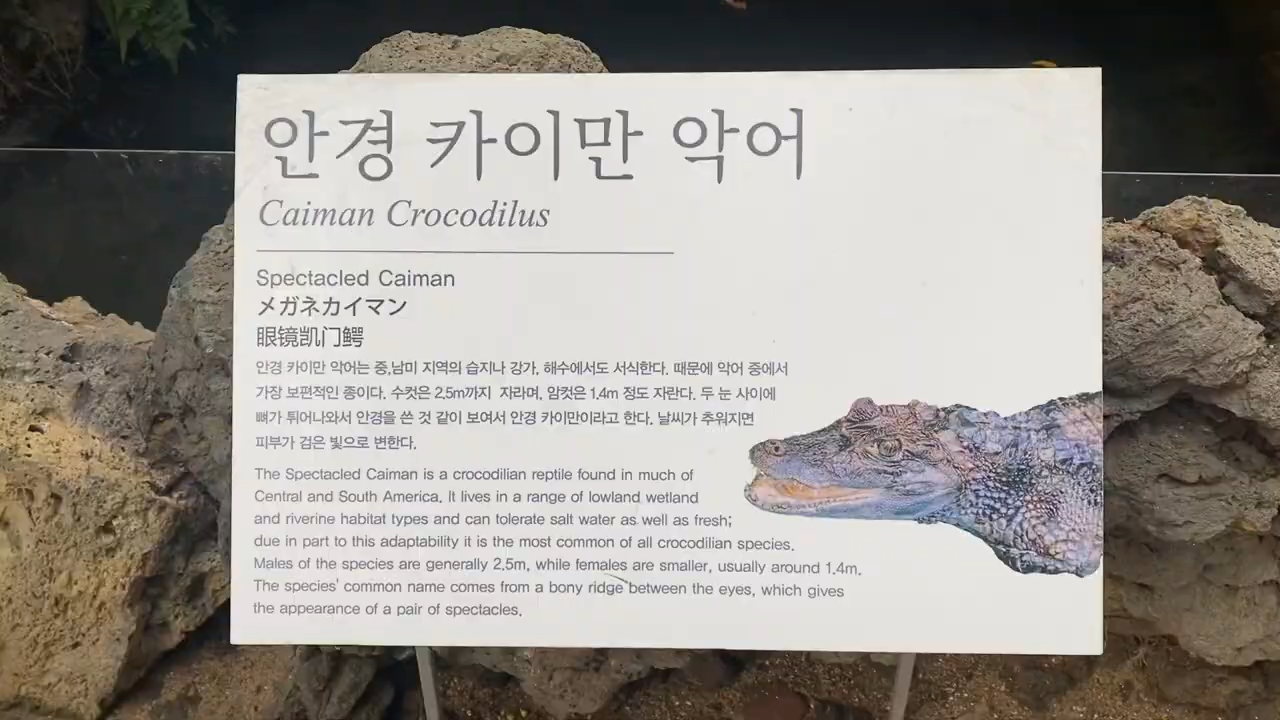 안경 카이만 악어
Caiman Crocodilus
Spectacled Caiman
メガネカイマン
眼镜凯门鳄
안경 카이만 악어는 중,남미 지역의 습지나 강가, 해수에서도 서식한다. 때문에 악어 중에서
가장 보편적인 종이다. 수컷은 2.5m까지 자라며, 암컷은 1.4m 정도 자란다. 두 눈 사이에
뼈가 튀어나와서 안경을 쓴 것 같이 보여서 안경 카이만이라고 한다. 날씨가 추워지면
피부가 검은 빛으로 변한다.
The Spectacled Caiman is a crocodilian reptile found in much of
Central and South America. It lives in a range of lowland wetland
and riverine habitat types and can tolerate salt water as well as fresh;
due in part to this adaptability it is the most common of all crocodilian species.
Males of the species are generally 2.5m, while females are smaller, usually around 1.4m.
The species' common name comes from a bony ridge between the eyes, which gives
the appearance of a pair of spectacles.